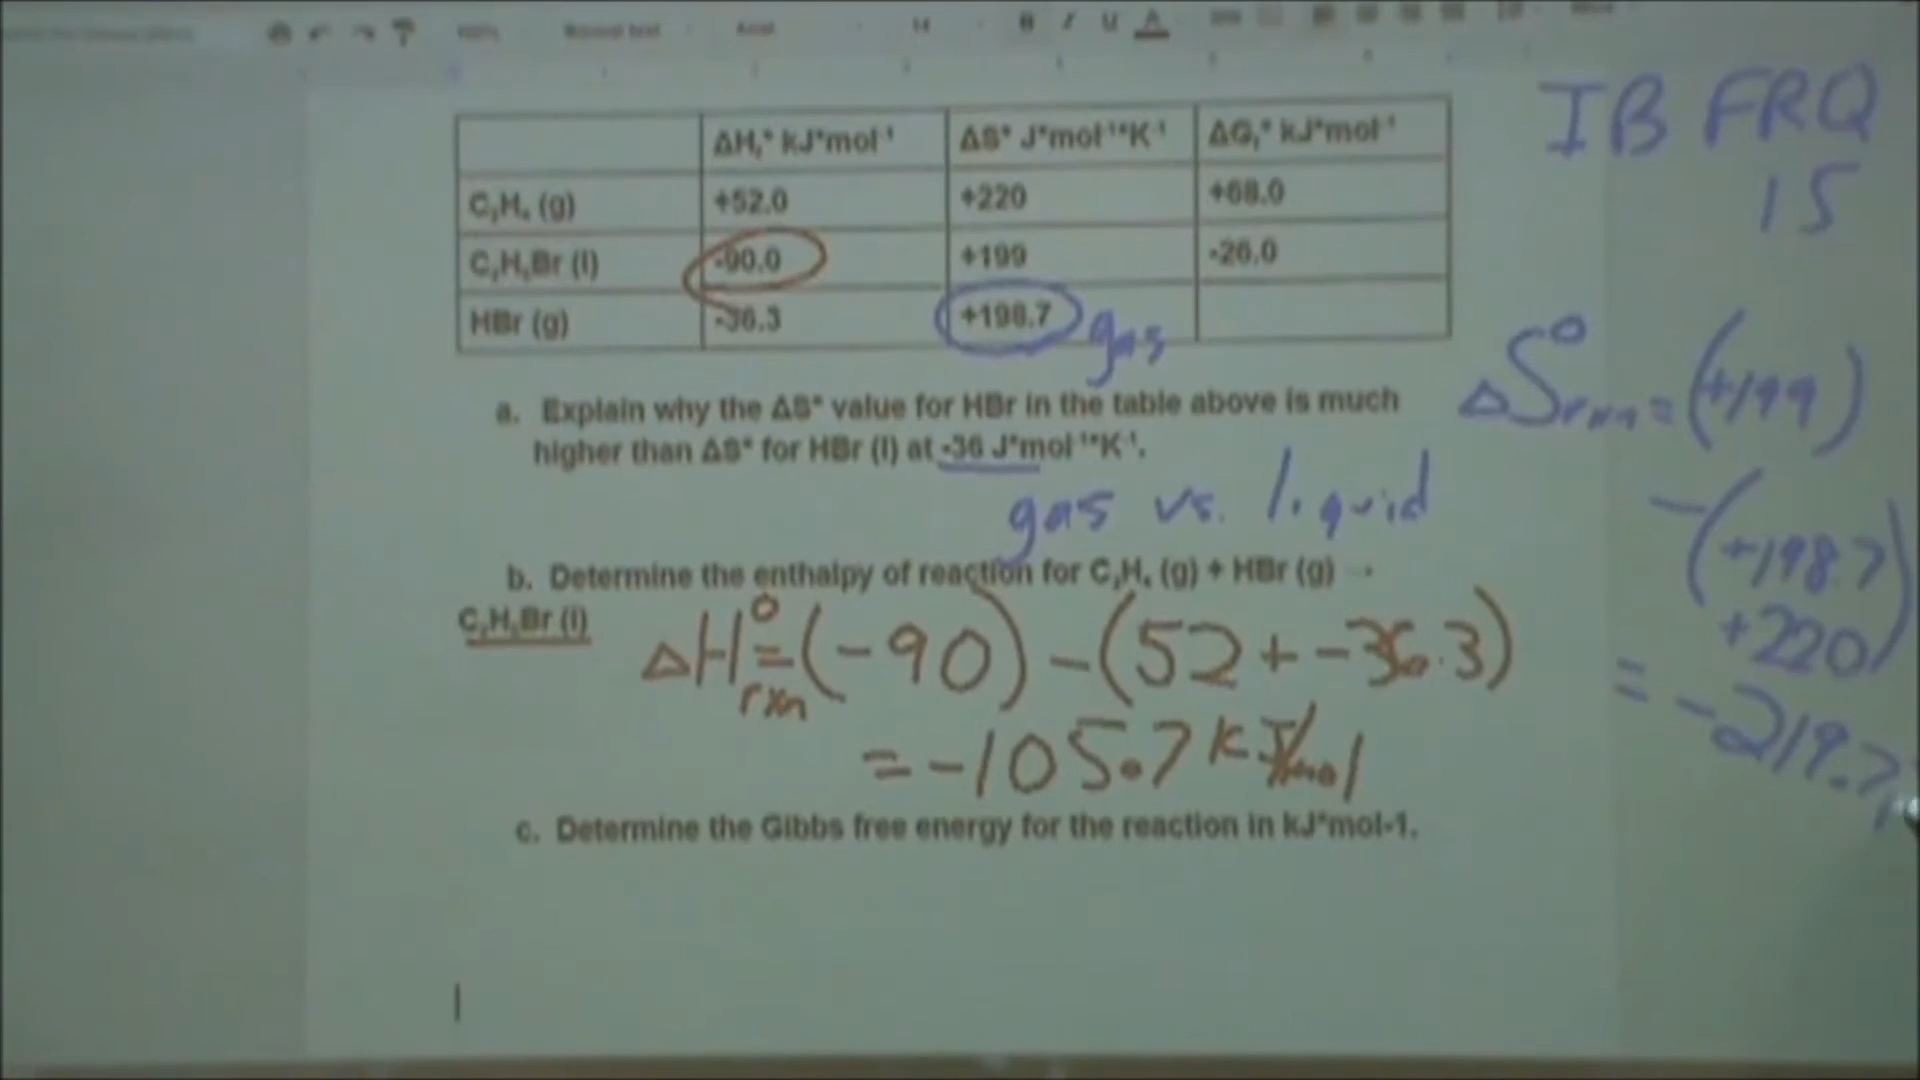 Normal text Arial 14 B I U A
IB FRQ
15
ΔH,° kJ*mol⁻¹ ΔS° J*mol⁻¹*K⁻¹ ΔG,° kJ*mol⁻¹
C₂H₄ (g) +52.0 +220 +68.0
C₂H₅Br (l) -90.0 +199 -26.0
HBr (g) -36.3 +198.7
gas
a. Explain why the ΔS° value for HBr in the table above is much
higher than ΔS° for HBr (l) at -36 J*mol⁻¹*K⁻¹.
gas vs. liquid
b. Determine the enthalpy of reaction for C₂H₄ (g) + HBr (g) →
C₂H₅Br (l)
ΔH°rxn = (-90) - (52 + -36.3)
= -105.7 kJ/mol
c. Determine the Gibbs free energy for the reaction in kJ*mol-1.
ΔS°rxn = (+199)
- (+198.7
+220)
= -219.7